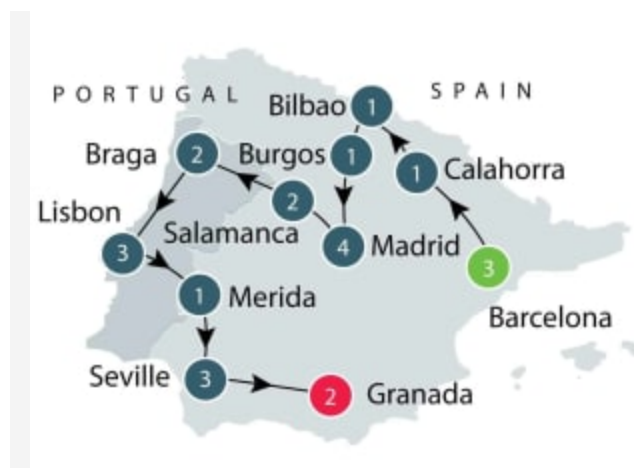 PORTUGAL
SPAIN
Bilbao 1
Braga 2
Burgos 1
1 Calahorra
2
Salamanca
Lisbon
3
4 Madrid
3
Barcelona
1 Merida
Seville 3
2 Granada